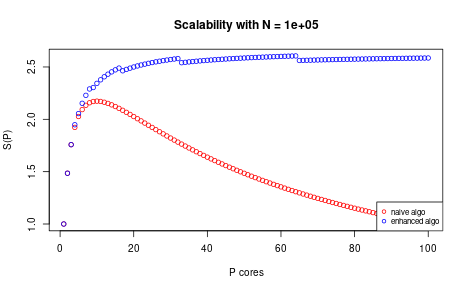 Scalability with N = 1e+05
S(P)
2.5
2.0
1.5
1.0
naive algo
enhanced algo
0 20 40 60 80 100
P cores